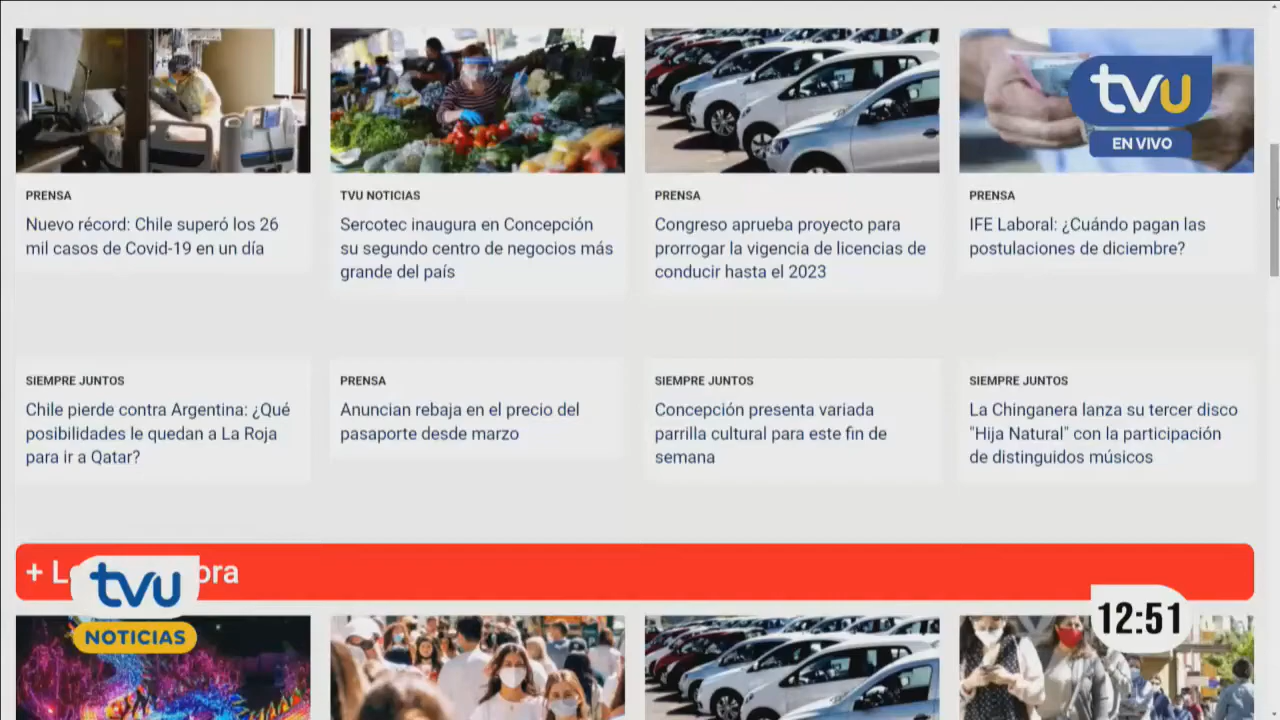 tvu
EN VIVO
PRENSA
Nuevo récord: Chile superó los 26
mil casos de Covid-19 en un día
TVU NOTICIAS
Sercotec inaugura en Concepción
su segundo centro de negocios más
grande del país
PRENSA
Congreso aprueba proyecto para
prorrogar la vigencia de licencias de
conducir hasta el 2023
PRENSA
IFE Laboral: ¿Cuándo pagan las
postulaciones de diciembre?
SIEMPRE JUNTOS
Chile pierde contra Argentina: ¿Qué
posibilidades le quedan a La Roja
para ir a Qatar?
PRENSA
Anuncian rebaja en el precio del
pasaporte desde marzo
SIEMPRE JUNTOS
Concepción presenta variada
parrilla cultural para este fin de
semana
SIEMPRE JUNTOS
La Chinganera lanza su tercer disco
"Hija Natural" con la participación
de distinguidos músicos
tvu
NOTICIAS
12:51